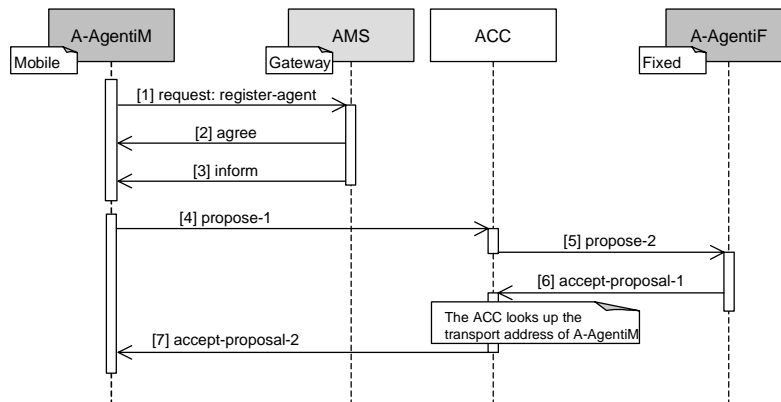 A-AgentiM
AMS
ACC
A-AgentiF
Mobile
Gateway
Fixed
[1] request: register-agent
[2] agree
[3] inform
[4] propose-1
[5] propose-2
[6] accept-proposal-1
The ACC looks up the
transport address of A-AgentiM
[7] accept-proposal-2